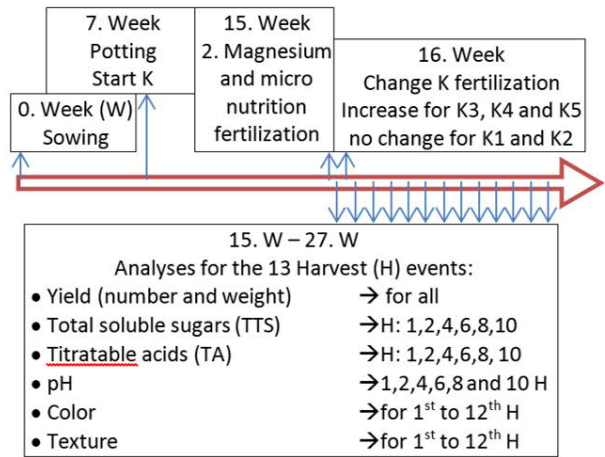 7. Week
Potting
Start K
0. Week (W)
Sowing
15. Week
2. Magnesium
and micro
nutrition
fertilization
16. Week
Change K fertilization
Increase for K3, K4 and K5
no change for K1 and K2
15. W – 27. W
Analyses for the 13 Harvest (H) events:
• Yield (number and weight) → for all
• Total soluble sugars (TTS) →H: 1,2,4,6,8,10
• Titratable acids (TA) →H: 1,2,4,6,8, 10
• pH →1,2,4,6,8 and 10 H
• Color →for 1st to 12th H
• Texture →for 1st to 12th H